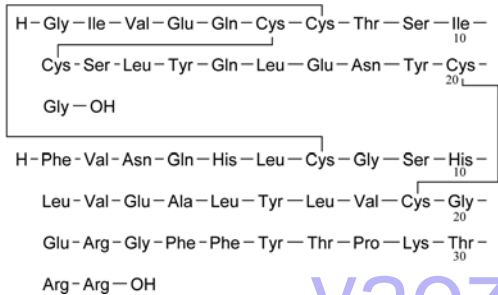 H-Gly-Ile-Val-Glu-Gln-Cys-Cys-Thr-Ser-Ile-
10
Cys-Ser-Leu-Tyr-Gln-Leu-Glu-Asn-Tyr-Cys-
20
Gly-OH
H-Phe-Val-Asn-Gln-His-Leu-Cys-Gly-Ser-His-
10
Leu-Val-Glu-Ala-Leu-Tyr-Leu-Val-Cys-Gly-
20
Glu-Arg-Gly-Phe-Phe-Tyr-Thr-Pro-Lys-Thr-
30
Arg-Arg-OH